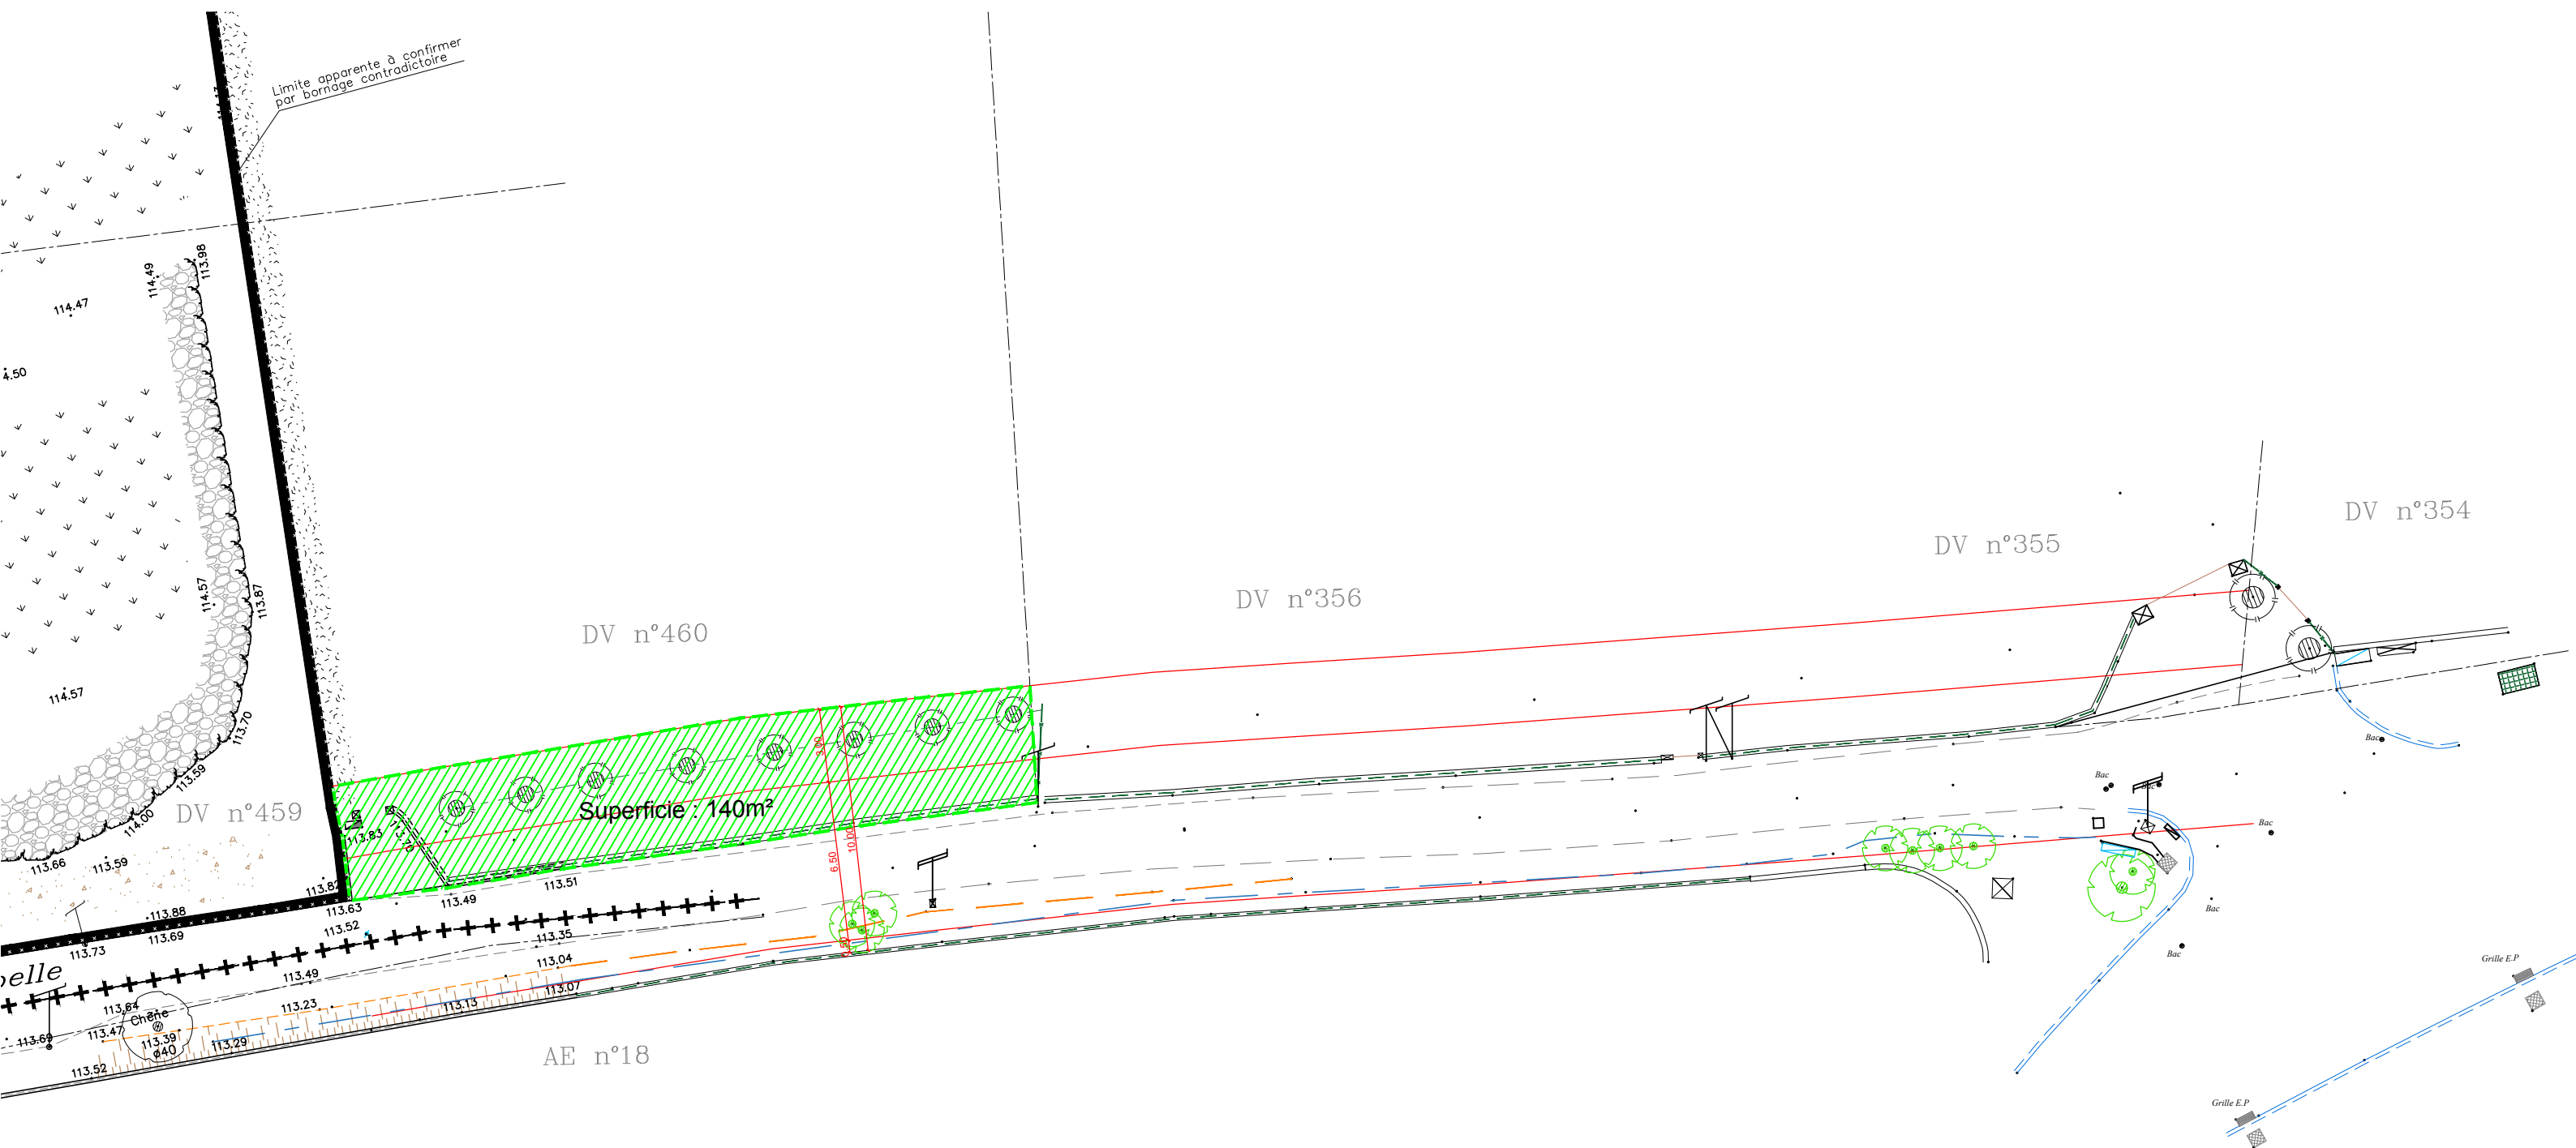 Limite apparente à confirmer
par bornage contradictoire
114.49
113.98
114.47
4.50
114.57
113.87
114.57
113.70
113.59
114.00
113.66
113.59
DV n°459
DV n°460
DV n°356
DV n°355
DV n°354
Superficie : 140m²
3.00
6.50
10.00
0.50
113.83
113.70
113.63
113.49
113.51
113.88
113.69
113.73
113.52
113.35
113.49
113.04
113.07
113.13
113.23
113.64
Chêne
113.47
113.39
ø40
113.69
113.29
113.52
AE n°18
Bac
Bac
Bac
Bac
Bac
Bac
Grille E.P
Grille E.P